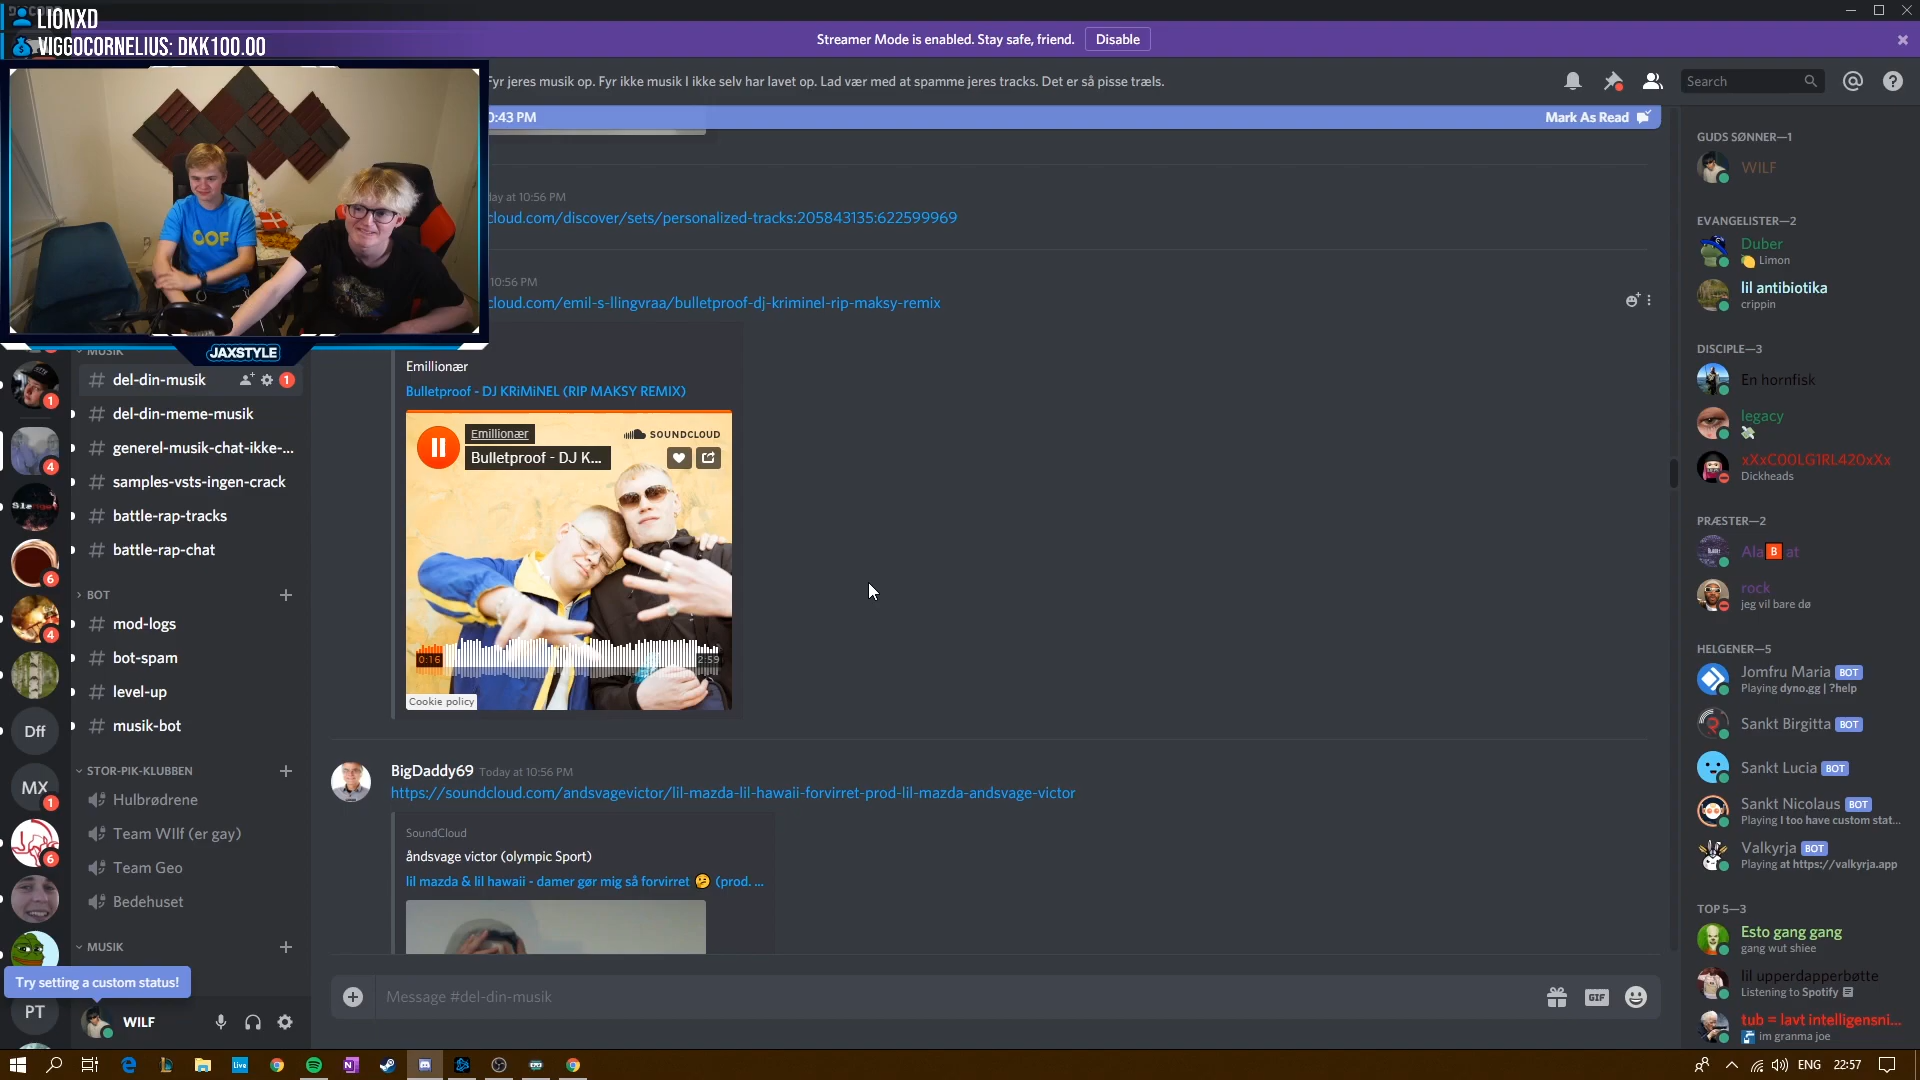 LIONXD
VIGGOCORNELIUS: DKK100.00
Streamer Mode is enabled. Stay safe, friend.
Disable
Fyr jeres musik op. Fyr ikke musik I ikke selv har lavet op. Lad vær med at spamme jeres tracks. Det er så pisse træls.
Search
0:43 PM
Mark As Read
OOF
JAXSTYLE
day at 10:56 PM
cloud.com/discover/sets/personalized-tracks:205843135:622599969
10:56 PM
cloud.com/emil-s-llingvraa/bulletproof-dj-kriminel-rip-maksy-remix
Emillionær
Bulletproof - DJ KRiMiNEL (RIP MAKSY REMIX)
Emillionær
SOUNDCLOUD
Bulletproof - DJ K...
0:16
2:59
Cookie policy
BigDaddy69 Today at 10:56 PM
https://soundcloud.com/andsvagevictor/lil-mazda-lil-hawaii-forvirret-prod-lil-mazda-andsvage-victor
SoundCloud
åndsvage victor (olympic Sport)
lil mazda & lil hawaii - damer gør mig så forvirret 🤔 (prod. ...
Message #del-din-musik
GIF
MUSIK
del-din-musik
1
del-din-meme-musik
generel-musik-chat-ikke-...
samples-vsts-ingen-crack
battle-rap-tracks
battle-rap-chat
BOT
mod-logs
bot-spam
level-up
musik-bot
STOR-PIK-KLUBBEN
Hulbrødrene
Team WIlf (er gay)
Team Geo
Bedehuset
MUSIK
Try setting a custom status!
WILF
1
4
6
4
Dff
MX
1
6
PT
GUDS SØNNER—1
WILF
EVANGELISTER—2
Duber
Limon
lil antibiotika
crippin
DISCIPLE—3
En hornfisk
legacy
xXxC00LG1RL420xXx
Dickheads
PRÆSTER—2
Ala🅱at
rock
jeg vil bare dø
HELGENER—5
Jomfru Maria BOT
Playing dyno.gg | ?help
Sankt Birgitta BOT
Sankt Lucia BOT
Sankt Nicolaus BOT
Playing I too have custom stat...
Valkyrja BOT
Playing at https://valkyrja.app
TOP 5—3
Esto gang gang
gang wut shiee
lil upperdapperbøtte
Listening to Spotify
tub = lavt intelligensni...
im granma joe
Live
ENG
22:57